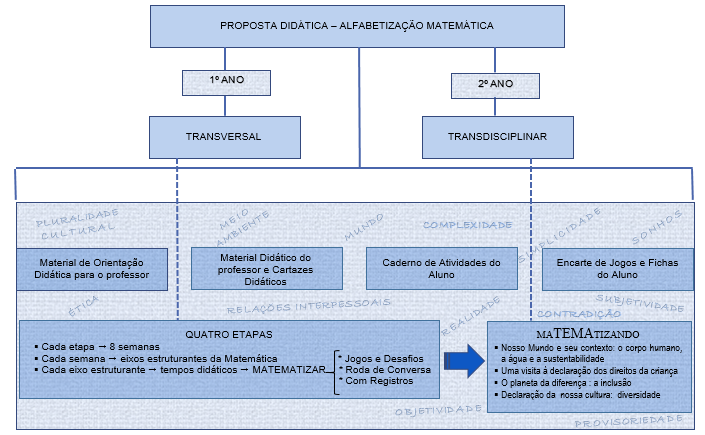 PROPOSTA DIDÁTICA – ALFABETIZAÇÃO MATEMÁTICA
1º ANO
2º ANO
TRANSVERSAL
TRANSDISCIPLINAR
PLURALIDADE
CULTURAL
MEIO
AMBIENTE
MUNDO
COMPLEXIDADE
SIMPLICIDADE
SONHOS
Material de Orientação
Didática para o professor
Material Didático do
professor e Cartazes
Didáticos
Caderno de Atividades do
Aluno
Encarte de Jogos e Fichas
do Aluno
ÉTICA
RELAÇÕES INTERPESSOAIS
REALIDADE
SUBJETIVIDADE
CONTRADIÇÃO
QUATRO ETAPAS
▪ Cada etapa → 8 semanas
▪ Cada semana → eixos estruturantes da Matemática
▪ Cada eixo estruturante → tempos didáticos → MATEMATIZAR
* Jogos e Desafios
* Roda de Conversa
* Com Registros
MATEMATIZANDO
▪ Nosso Mundo e seu contexto: o corpo humano,
a água e a sustentabilidade
▪ Uma visita á declaração dos direitos da criança
▪ O planeta da diferença : a inclusão
▪ Declaração da nossa cultura: diversidade
OBJETIVIDADE
PROVISORIEDADE